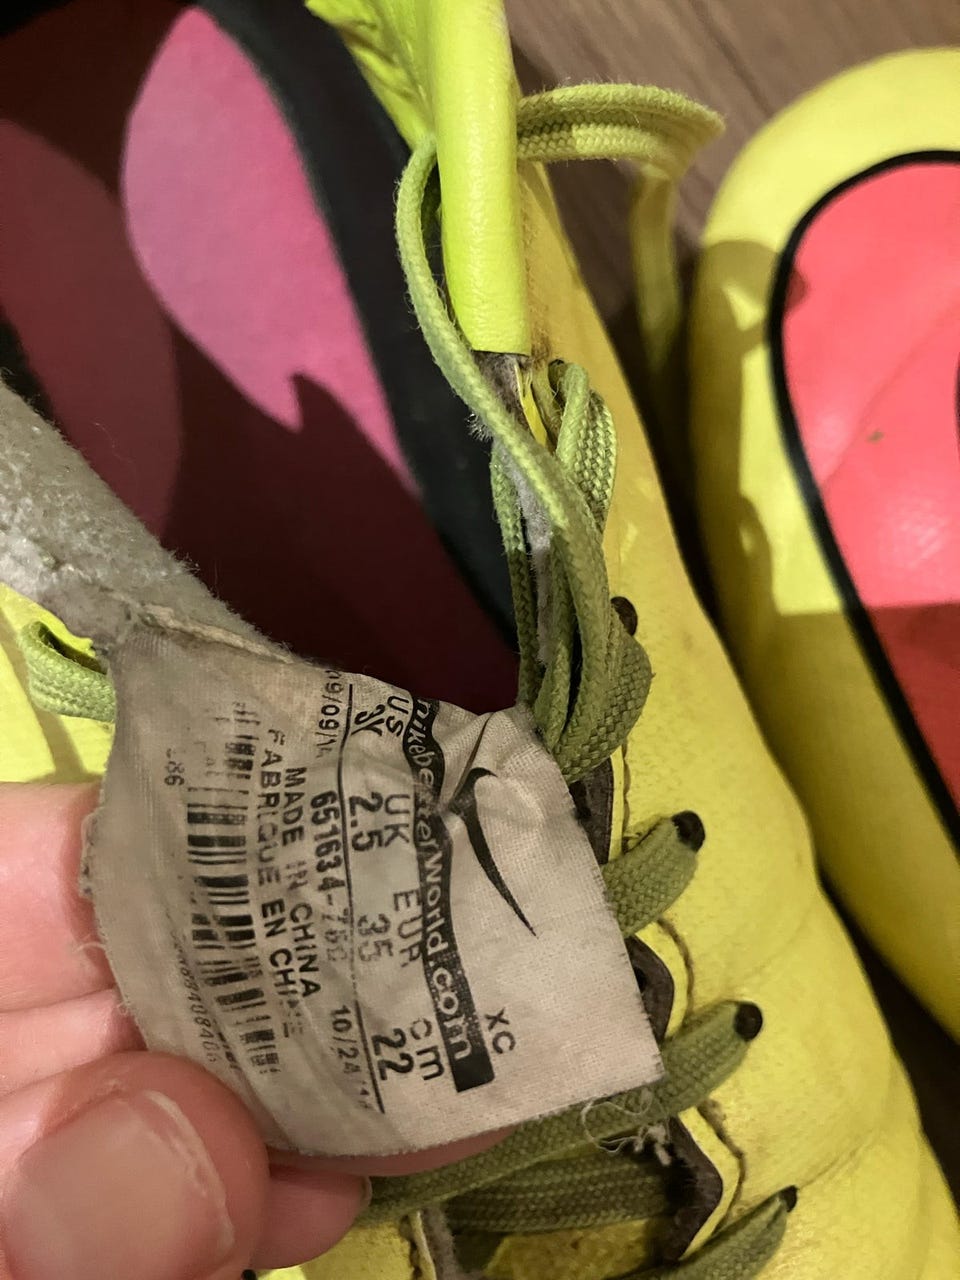 XC
nikebetterworld.com
US UK EUR cm
3Y 2.5 35 22
651634-760
MADE IN CHINA
FABRIQUE EN CHINE